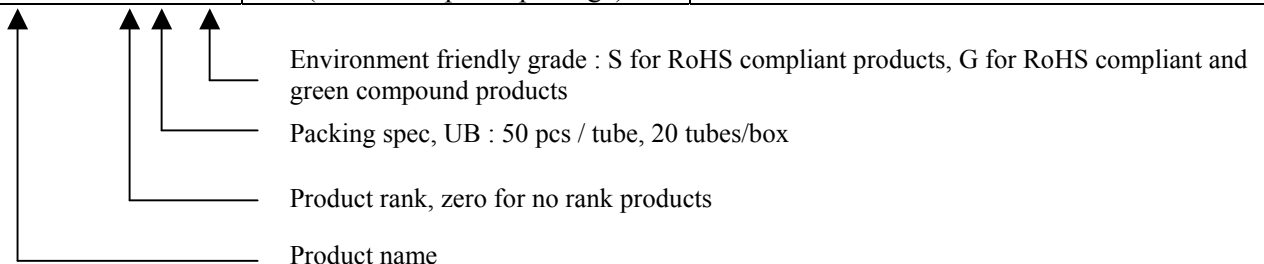 Environment friendly grade : S for RoHS compliant products, G for RoHS compliant and
green compound products
Packing spec, UB : 50 pcs / tube, 20 tubes/box
Product rank, zero for no rank products
Product name